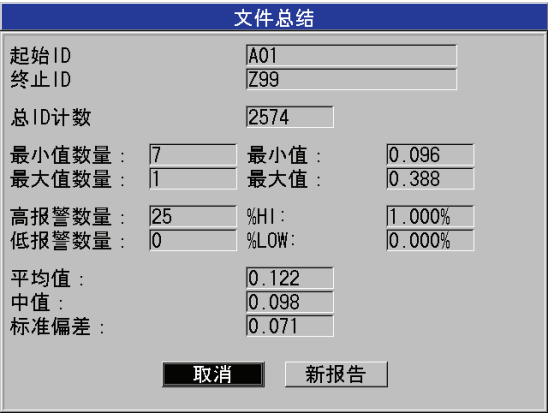 文件总结
起始ID A01
终止ID Z99
总ID计数 2574
最小值数量： 7 最小值： 0.096
最大值数量： 1 最大值： 0.388
高报警数量： 25 %HI: 1.000%
低报警数量： 0 %LOW: 0.000%
平均值： 0.122
中值： 0.098
标准偏差： 0.071
取消 新报告